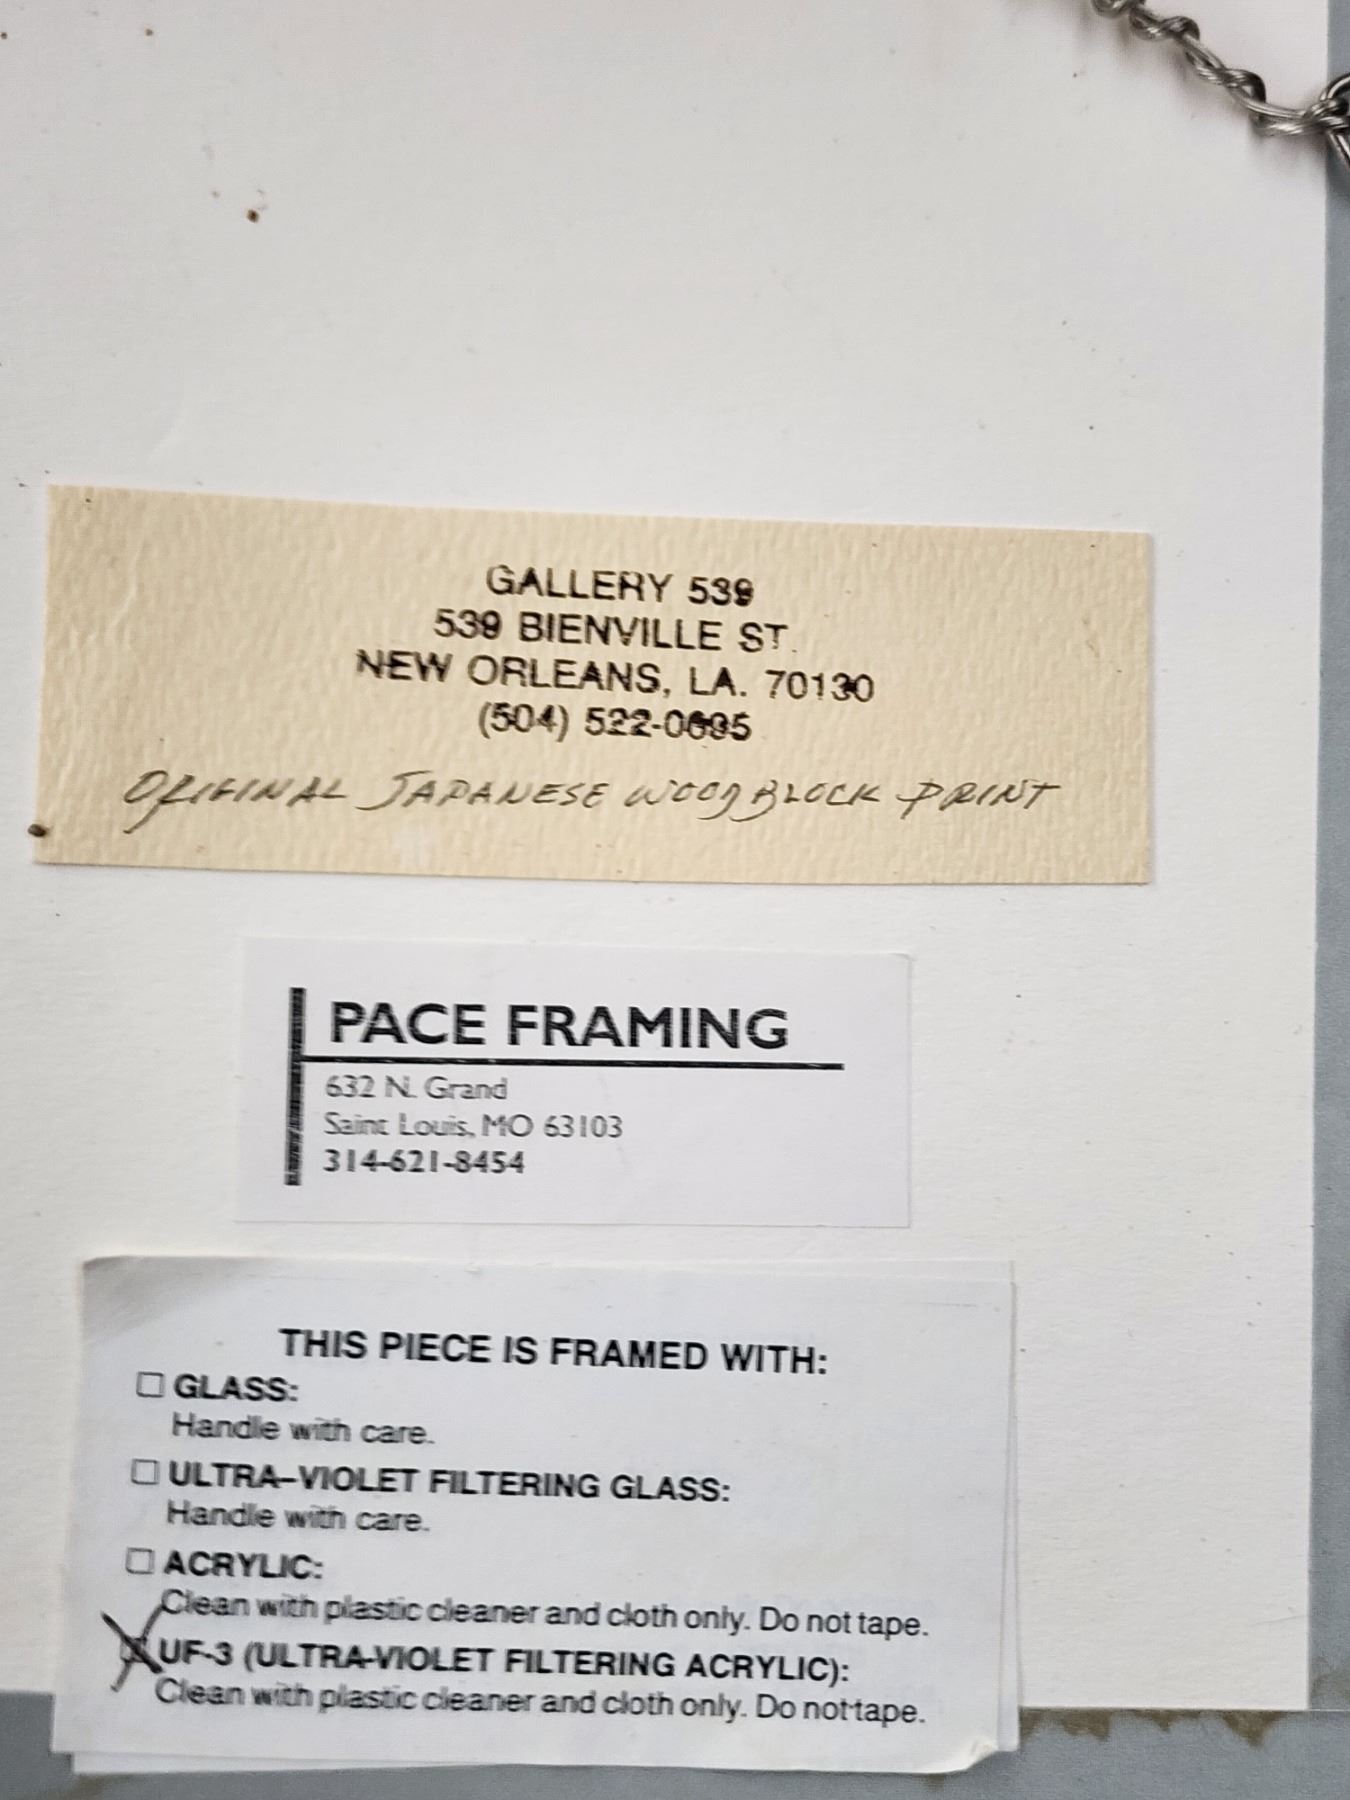 GALLERY 539
539 BIENVILLE ST.
NEW ORLEANS, LA. 70130
(504) 522-0695
ORIGINAL JAPANESE WOODBLOCK PRINT
PACE FRAMING
632 N. Grand
Saint Louis, MO 63103
314-621-8454
THIS PIECE IS FRAMED WITH:
☐ GLASS:
Handle with care.
☐ ULTRA–VIOLET FILTERING GLASS:
Handle with care.
☐ ACRYLIC:
Clean with plastic cleaner and cloth only. Do not tape.
☒ UF-3 (ULTRA-VIOLET FILTERING ACRYLIC):
Clean with plastic cleaner and cloth only. Do not tape.